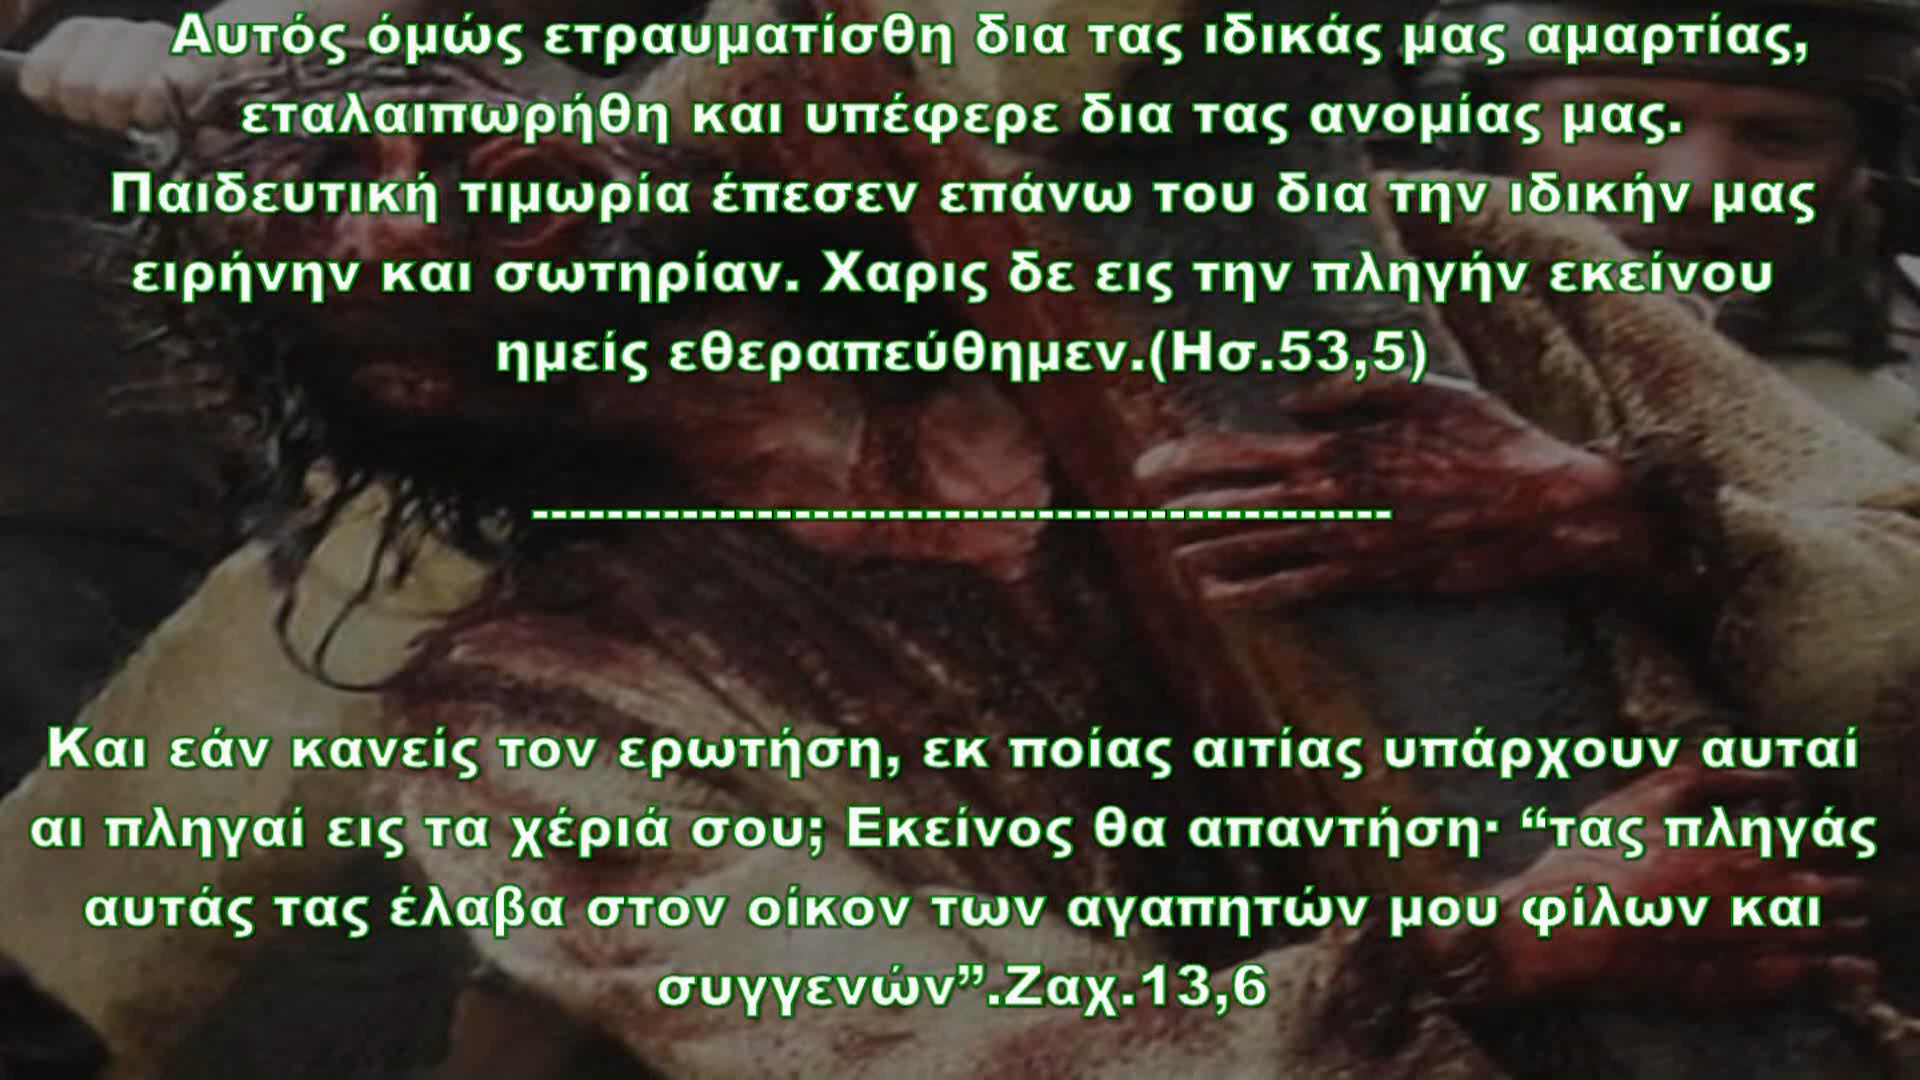 Αυτός όμώς ετραυματίσθη δια τας ιδικάς μας αμαρτίας,
εταλαιπωρήθη και υπέφερε δια τας ανομίας μας.
Παιδευτική τιμωρία έπεσεν επάνω του δια την ιδικήν μας
ειρήνην και σωτηρίαν. Χαρις δε εις την πληγήν εκείνου
ημείς εθεραπεύθημεν.(Ησ.53,5)
----------------------------------------------
Και εάν κανείς τον ερωτήση, εκ ποίας αιτίας υπάρχουν αυταί
αι πληγαί εις τα χέριά σου; Εκείνος θα απαντήση· “τας πληγάς
αυτάς τας έλαβα στον οίκον των αγαπητών μου φίλων και
συγγενών”.Ζαχ.13,6